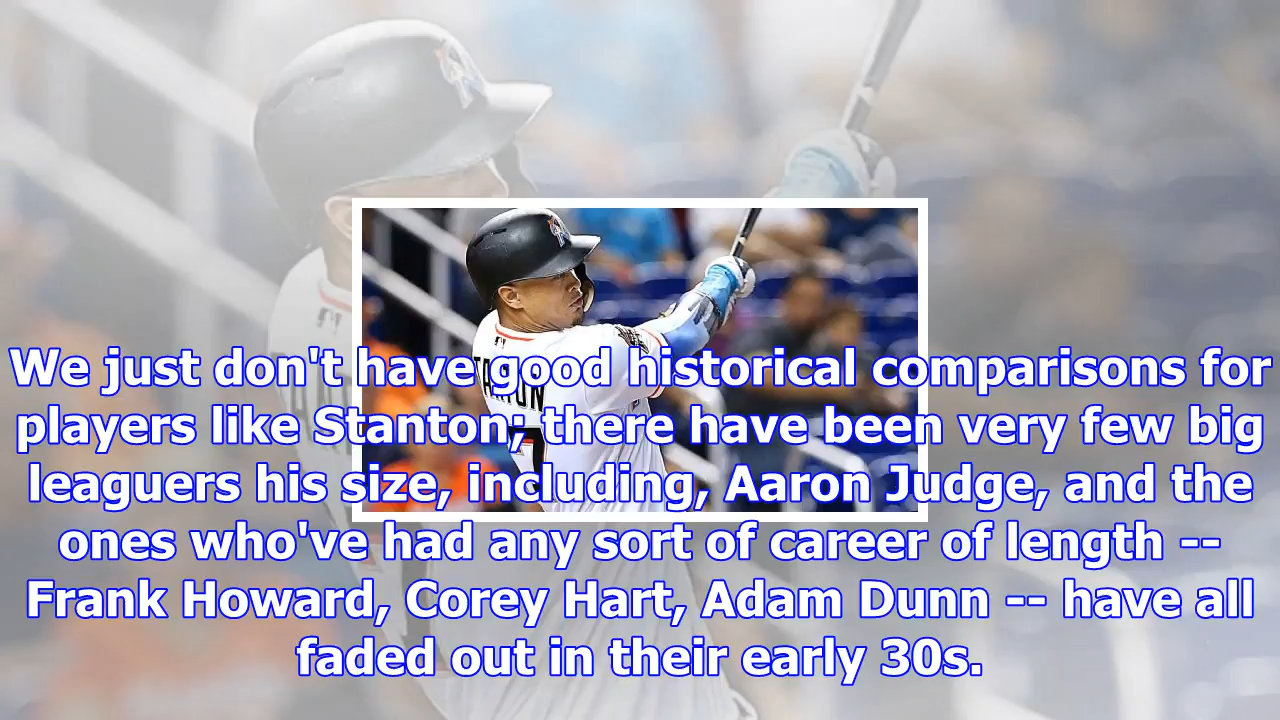 We just don't have good historical comparisons for
players like Stanton, there have been very few big
leaguers his size, including, Aaron Judge, and the
ones who've had any sort of career of length --
Frank Howard, Corey Hart, Adam Dunn -- have all
faded out in their early 30s.